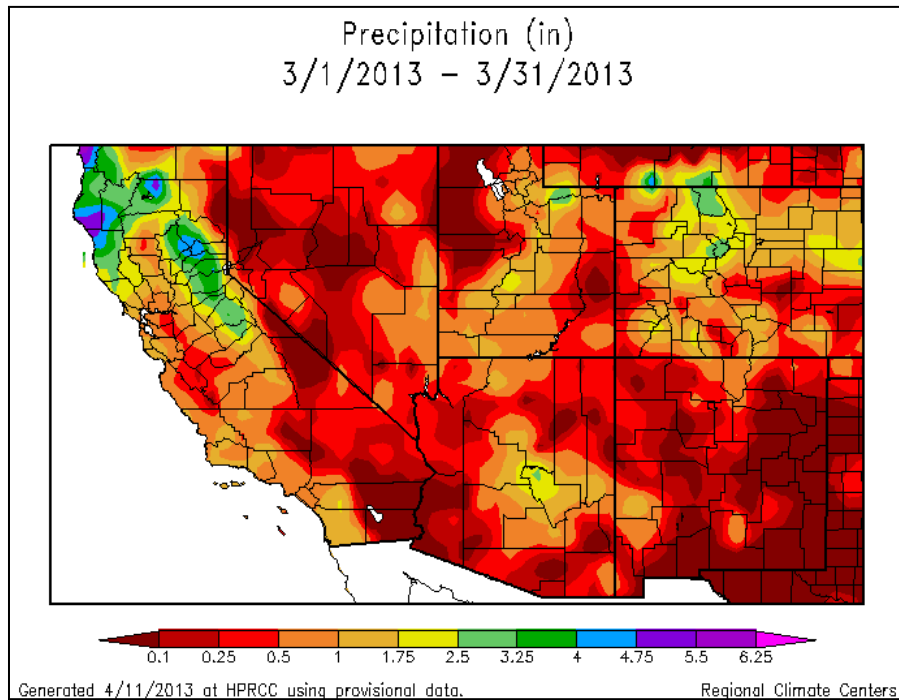 Precipitation (in)
3/1/2013 – 3/31/2013
0.1 0.25 0.5 1 1.75 2.5 3.25 4 4.75 5.5 6.25
Generated 4/11/2013 at HPRCC using provisional data. Regional Climate Centers